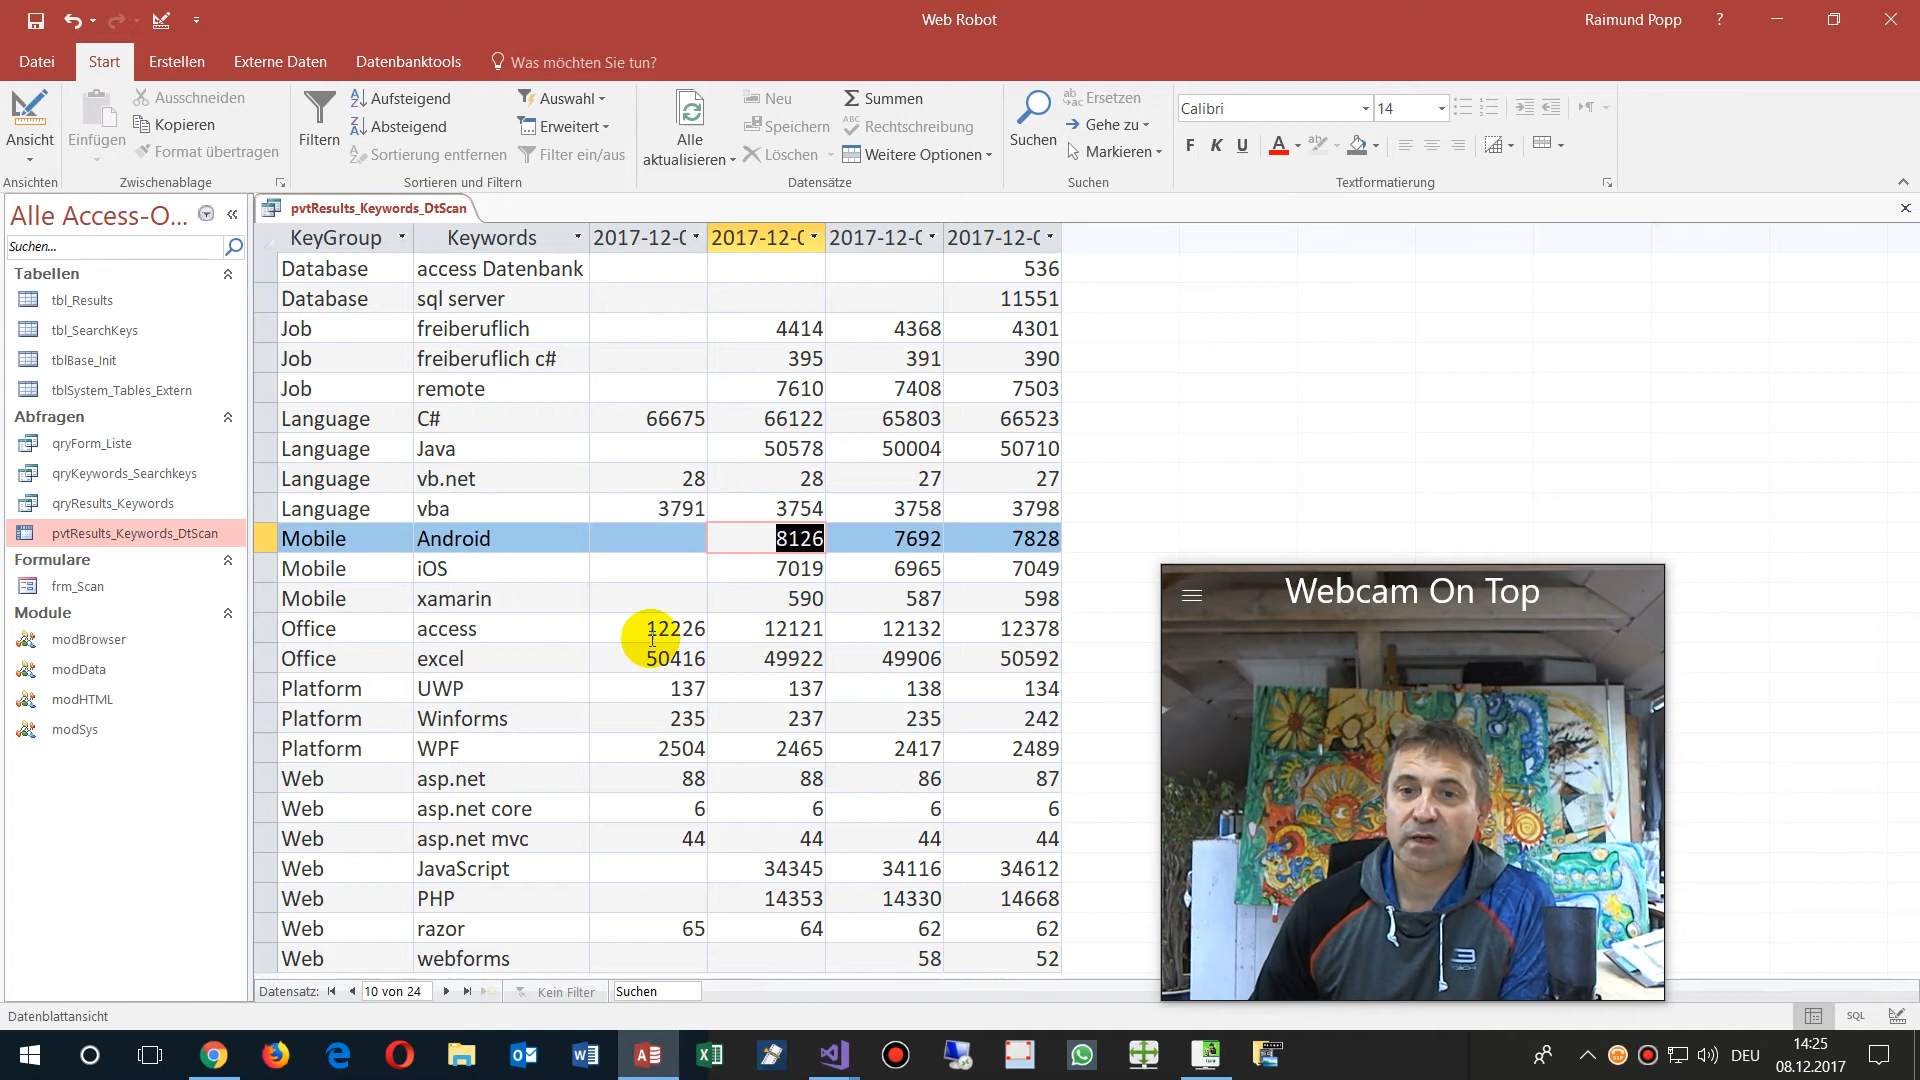 Web Robot
Raimund Popp
?
Datei Start Erstellen Externe Daten Datenbanktools Was möchten Sie tun?
Ansicht
Ansichten
Einfügen
Ausschneiden
Kopieren
Format übertragen
Zwischenablage
Filtern
Aufsteigend
Absteigend
Sortierung entfernen
Auswahl
Erweitert
Filter ein/aus
Sortieren und Filtern
Alle
aktualisieren
Neu
Speichern
Löschen
Summen
Rechtschreibung
Weitere Optionen
Datensätze
Suchen
Ersetzen
Gehe zu
Markieren
Suchen
Calibri 14
F K U
Textformatierung
Alle Access-O...
Suchen...
Tabellen
tbl_Results
tbl_SearchKeys
tblBase_Init
tblSystem_Tables_Extern
Abfragen
qryForm_Liste
qryKeywords_Searchkeys
qryResults_Keywords
pvtResults_Keywords_DtScan
Formulare
frm_Scan
Module
modBrowser
modData
modHTML
modSys
pvtResults_Keywords_DtScan
KeyGroup Keywords 2017-12-0 2017-12-0 2017-12-0 2017-12-0
Database access Datenbank 536
Database sql server 11551
Job freiberuflich 4414 4368 4301
Job freiberuflich c# 395 391 390
Job remote 7610 7408 7503
Language C# 66675 66122 65803 66523
Language Java 50578 50004 50710
Language vb.net 28 28 27 27
Language vba 3791 3754 3758 3798
Mobile Android 8126 7692 7828
Mobile iOS 7019 6965 7049
Mobile xamarin 590 587 598
Office access 12226 12121 12132 12378
Office excel 50416 49922 49906 50592
Platform UWP 137 137 138 134
Platform Winforms 235 237 235 242
Platform WPF 2504 2465 2417 2489
Web asp.net 88 88 86 87
Web asp.net core 6 6 6 6
Web asp.net mvc 44 44 44 44
Web JavaScript 34345 34116 34612
Web PHP 14353 14330 14668
Web razor 65 64 62 62
Web webforms 58 52
Webcam On Top
Datensatz: 10 von 24 Kein Filter Suchen
Datenblattansicht
SQL
DEU
14:25
08.12.2017